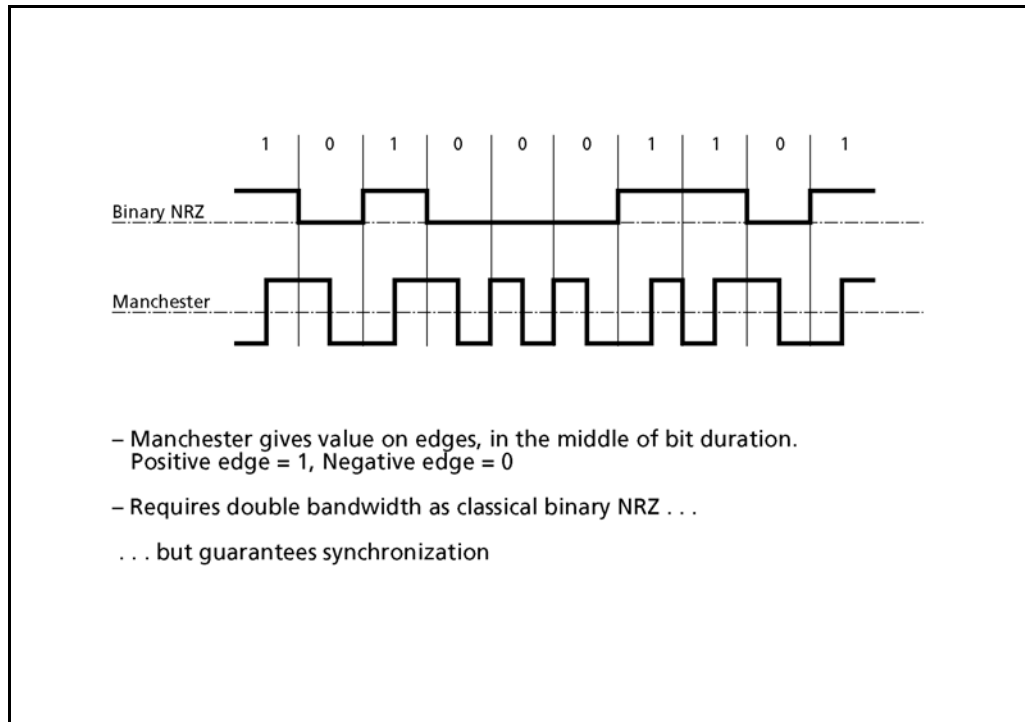 1 0 1 0 0 0 1 1 0 1
Binary NRZ
Manchester
– Manchester gives value on edges, in the middle of bit duration.
Positive edge = 1, Negative edge = 0
– Requires double bandwidth as classical binary NRZ . . .
. . . but guarantees synchronization